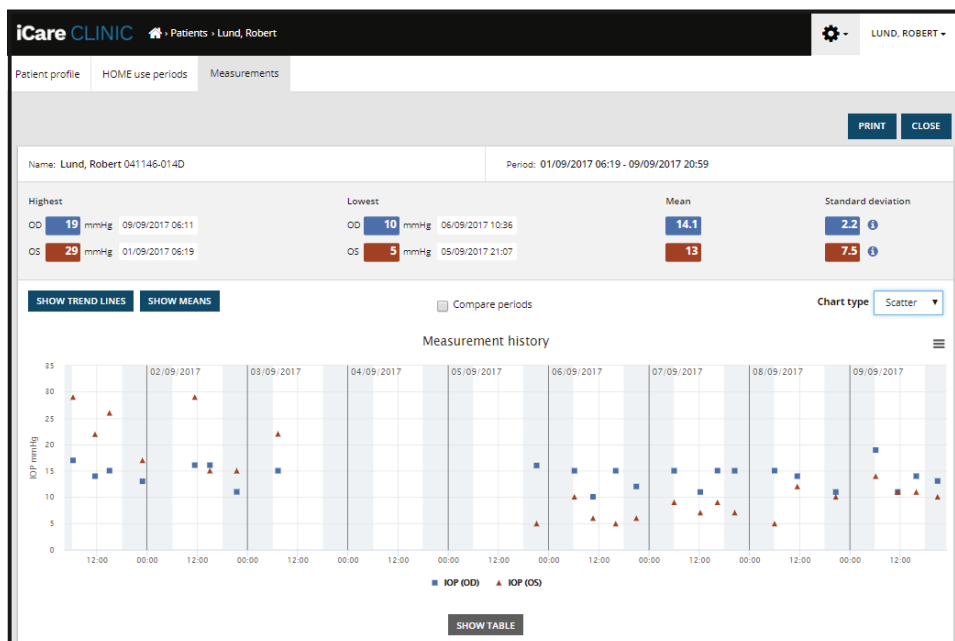 iCare CLINIC › Patients › Lund, Robert
LUND, ROBERT
Patient profile HOME use periods Measurements
PRINT CLOSE
Name: Lund, Robert 041146-014D Period: 01/09/2017 06:19 - 09/09/2017 20:59
Highest Lowest Mean Standard deviation
OD 19 mmHg 09/09/2017 06:11 OD 10 mmHg 06/09/2017 10:36 14.1 2.2
OS 29 mmHg 01/09/2017 06:19 OS 5 mmHg 05/09/2017 21:07 13 7.5
SHOW TREND LINES SHOW MEANS Compare periods Chart type Scatter
Measurement history
35
02/09/2017 03/09/2017 04/09/2017 05/09/2017 06/09/2017 07/09/2017 08/09/2017 09/09/2017
30
25
20
15
10
5
0
IOP mmHg
12:00 00:00 12:00 00:00 12:00 00:00 12:00 00:00 12:00 00:00 12:00 00:00 12:00 00:00 12:00 00:00 12:00
IOP (OD) IOP (OS)
SHOW TABLE